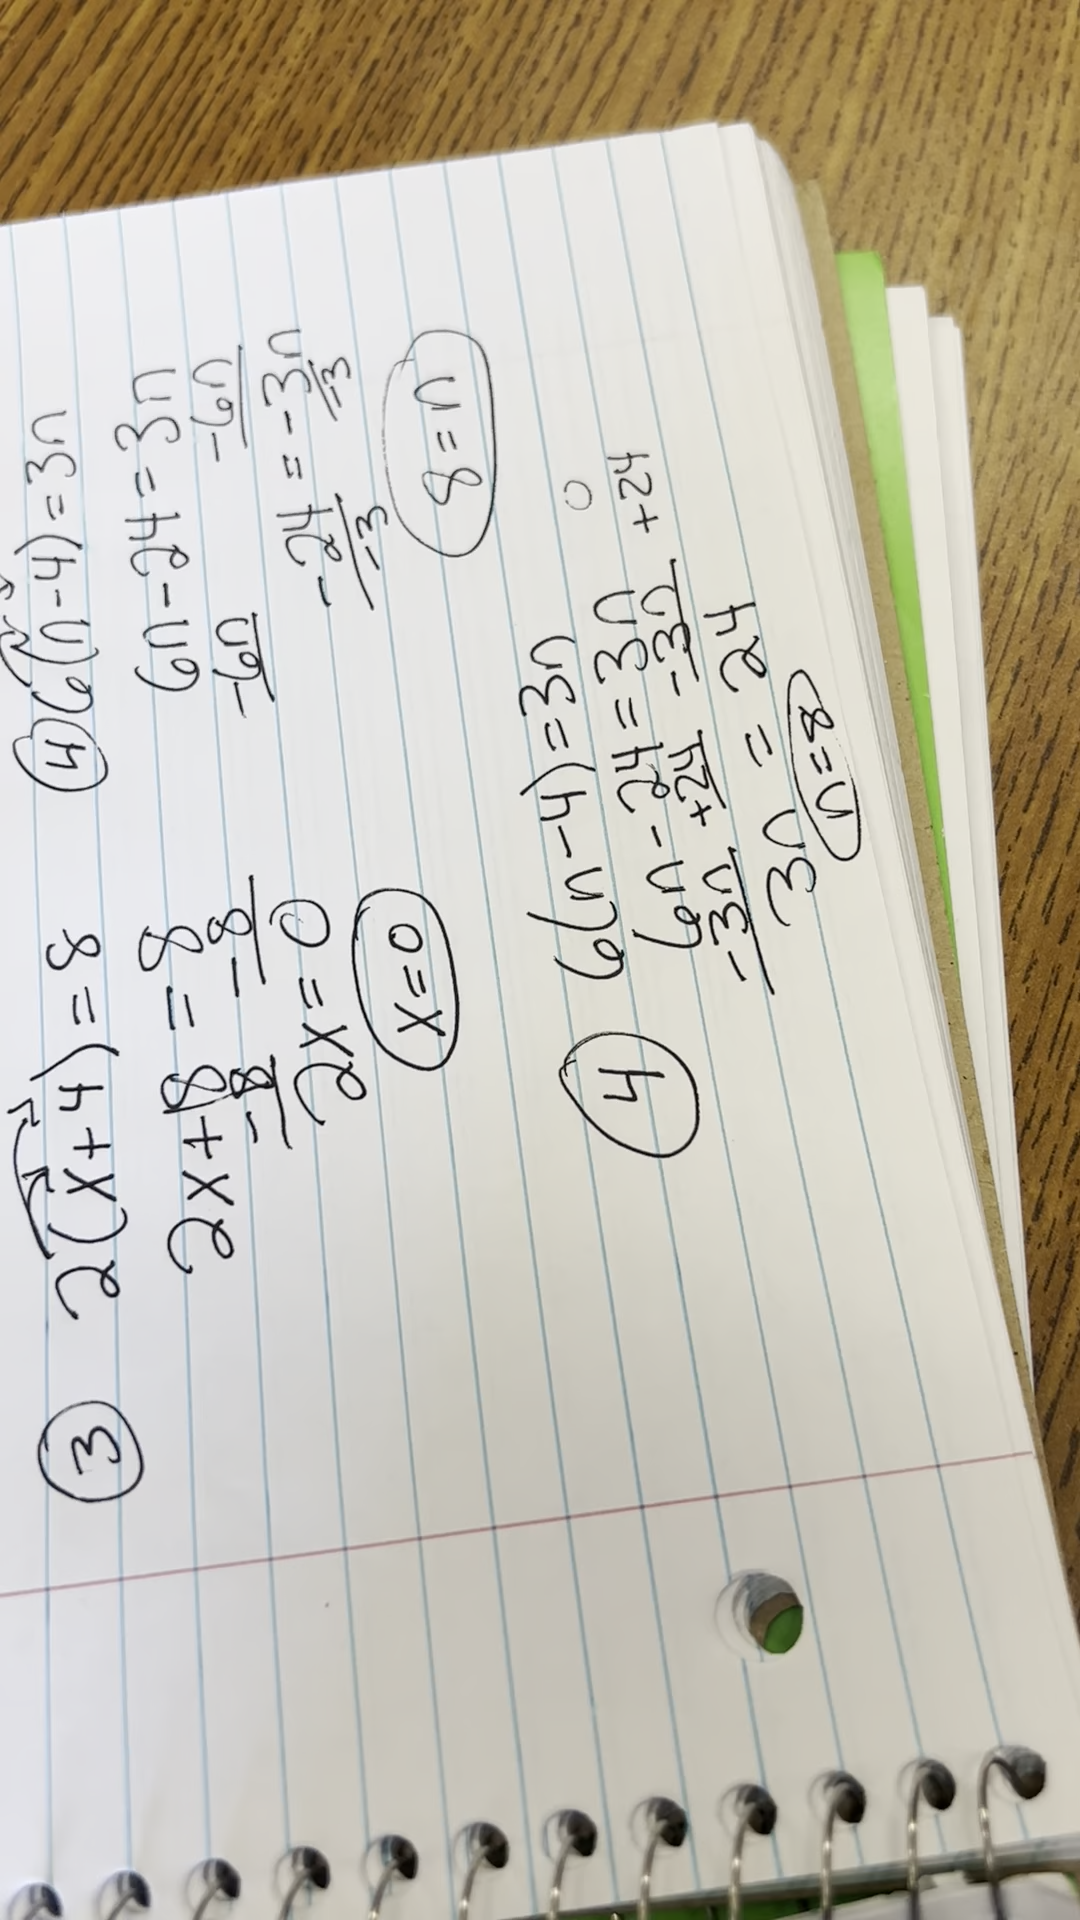 ③ 2(x+4) = 8
2x+8 = 8
-8 -8
2x = 0
x = 0
④ 6(n-4) = 3n
6n - 24 = 3n
-6n -6n
-24 = -3n
-3 -3
8 = n
④ 6(n-4) = 3n 0
6n - 24 = 3n
-3n +24 -3n +24
3n = 24
n = 8